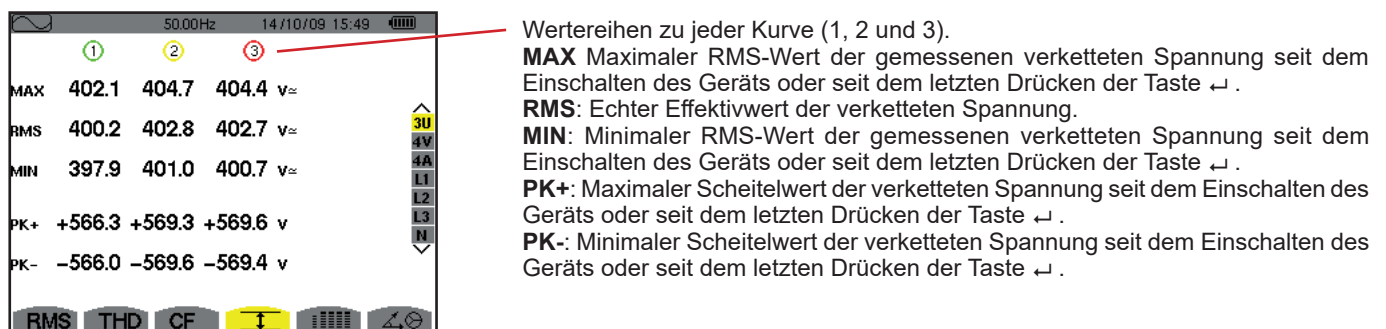 50.00Hz 14/10/09 15:49
1 2 3
MAX 402.1 404.7 404.4 V≃
RMS 400.2 402.8 402.7 V≃
MIN 397.9 401.0 400.7 V≃
PK+ +566.3 +569.3 +569.6 V
PK- -566.0 -569.6 -569.4 V
3U
4V
4A
L1
L2
L3
N
RMS THD CF
Wertereihen zu jeder Kurve (1, 2 und 3).
MAX Maximaler RMS-Wert der gemessenen verketteten Spannung seit dem
Einschalten des Geräts oder seit dem letzten Drücken der Taste ↵ .
RMS: Echter Effektivwert der verketteten Spannung.
MIN: Minimaler RMS-Wert der gemessenen verketteten Spannung seit dem
Einschalten des Geräts oder seit dem letzten Drücken der Taste ↵ .
PK+: Maximaler Scheitelwert der verketteten Spannung seit dem Einschalten des
Geräts oder seit dem letzten Drücken der Taste ↵ .
PK-: Minimaler Scheitelwert der verketteten Spannung seit dem Einschalten des
Geräts oder seit dem letzten Drücken der Taste ↵ .